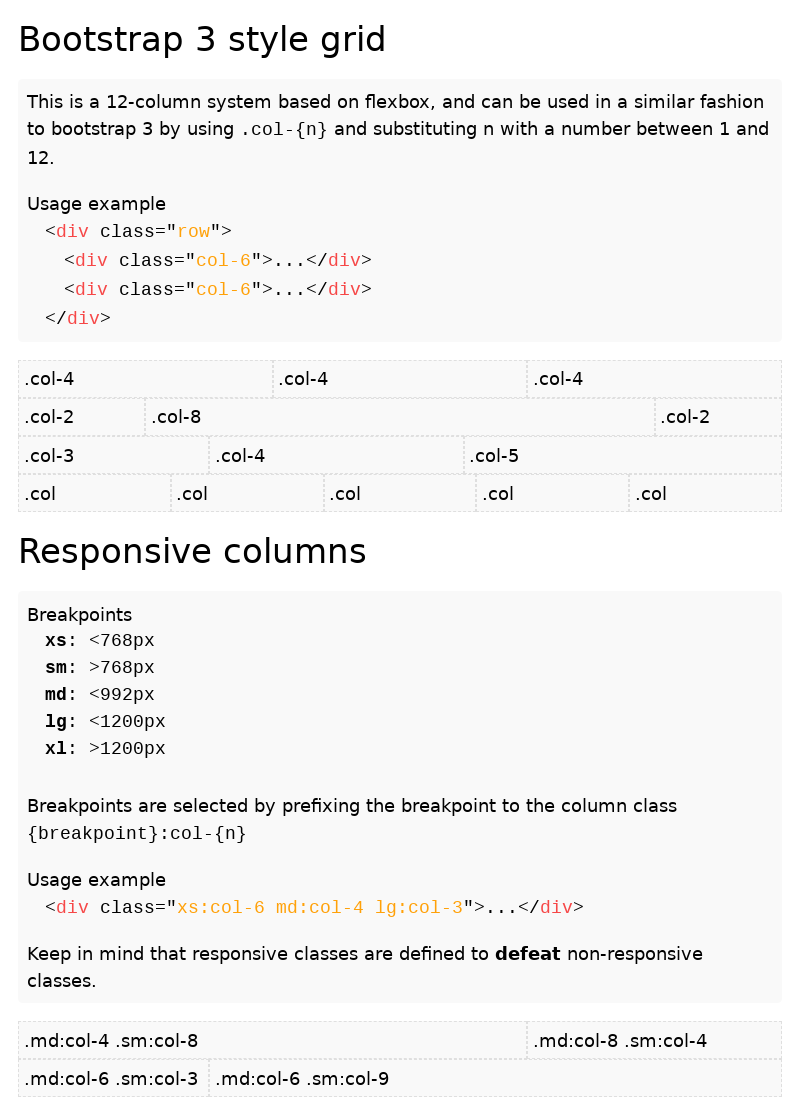 Bootstrap 3 style grid
This is a 12-column system based on flexbox, and can be used in a similar fashion
to bootstrap 3 by using .col-{n} and substituting n with a number between 1 and
12.
Usage example
<div class="row">
<div class="col-6">...</div>
<div class="col-6">...</div>
</div>
.col-4 .col-4 .col-4
.col-2 .col-8 .col-2
.col-3 .col-4 .col-5
.col .col .col .col .col
Responsive columns
Breakpoints
xs: <768px
sm: >768px
md: <992px
lg: <1200px
xl: >1200px
Breakpoints are selected by prefixing the breakpoint to the column class
{breakpoint}:col-{n}
Usage example
<div class="xs:col-6 md:col-4 lg:col-3">...</div>
Keep in mind that responsive classes are defined to defeat non-responsive
classes.
.md:col-4 .sm:col-8 .md:col-8 .sm:col-4
.md:col-6 .sm:col-3 .md:col-6 .sm:col-9